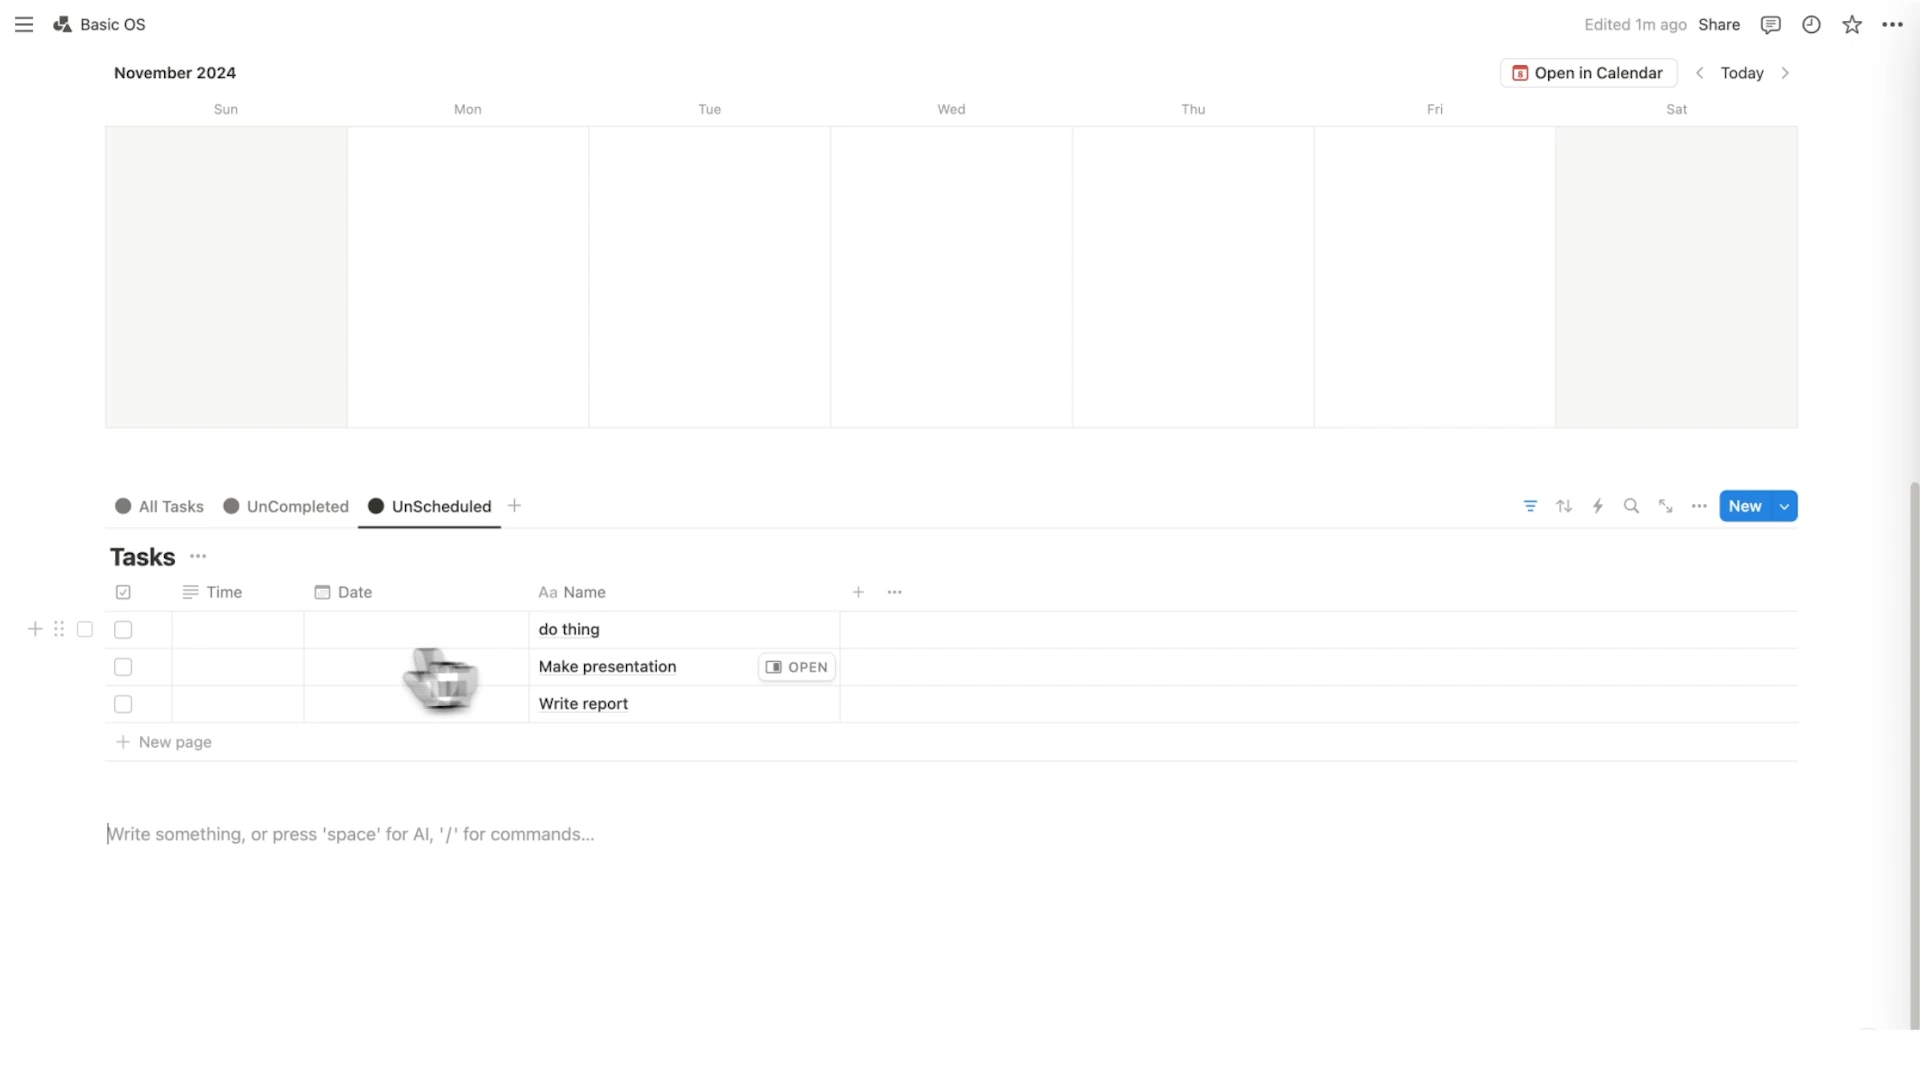 Basic OS Edited 1m ago Share
November 2024 8 Open in Calendar Today
Sun Mon Tue Wed Thu Fri Sat
All Tasks UnCompleted UnScheduled New
Tasks
Time Date Aa Name
do thing
Make presentation OPEN
Write report
New page
Write something, or press 'space' for AI, '/' for commands...